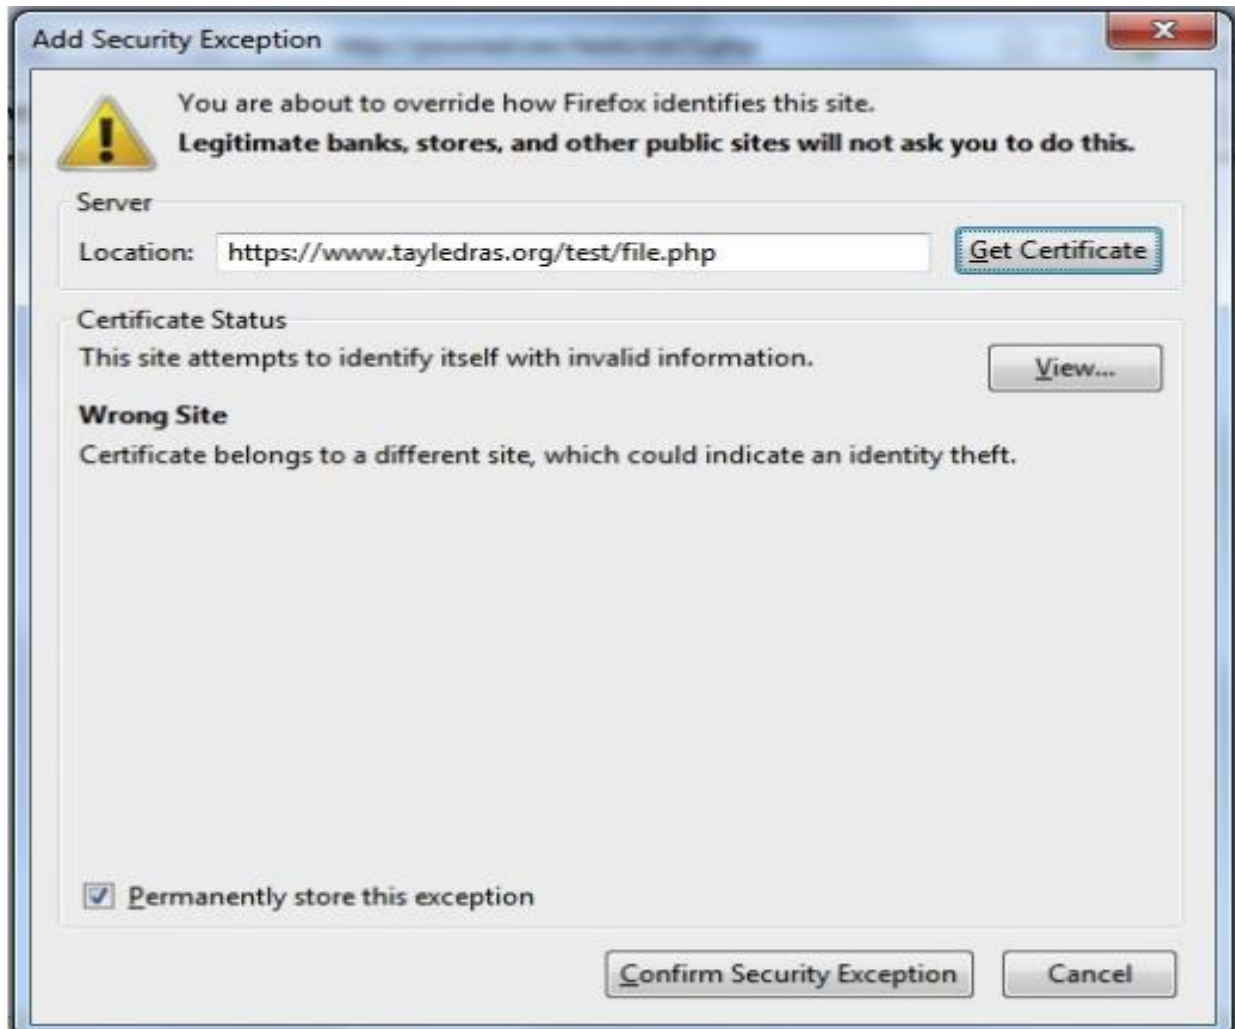 Add Security Exception
You are about to override how Firefox identifies this site.
Legitimate banks, stores, and other public sites will not ask you to do this.
Server
Location: https://www.tayledras.org/test/file.php Get Certificate
Certificate Status
This site attempts to identify itself with invalid information. View...
Wrong Site
Certificate belongs to a different site, which could indicate an identity theft.
Permanently store this exception
Confirm Security Exception Cancel